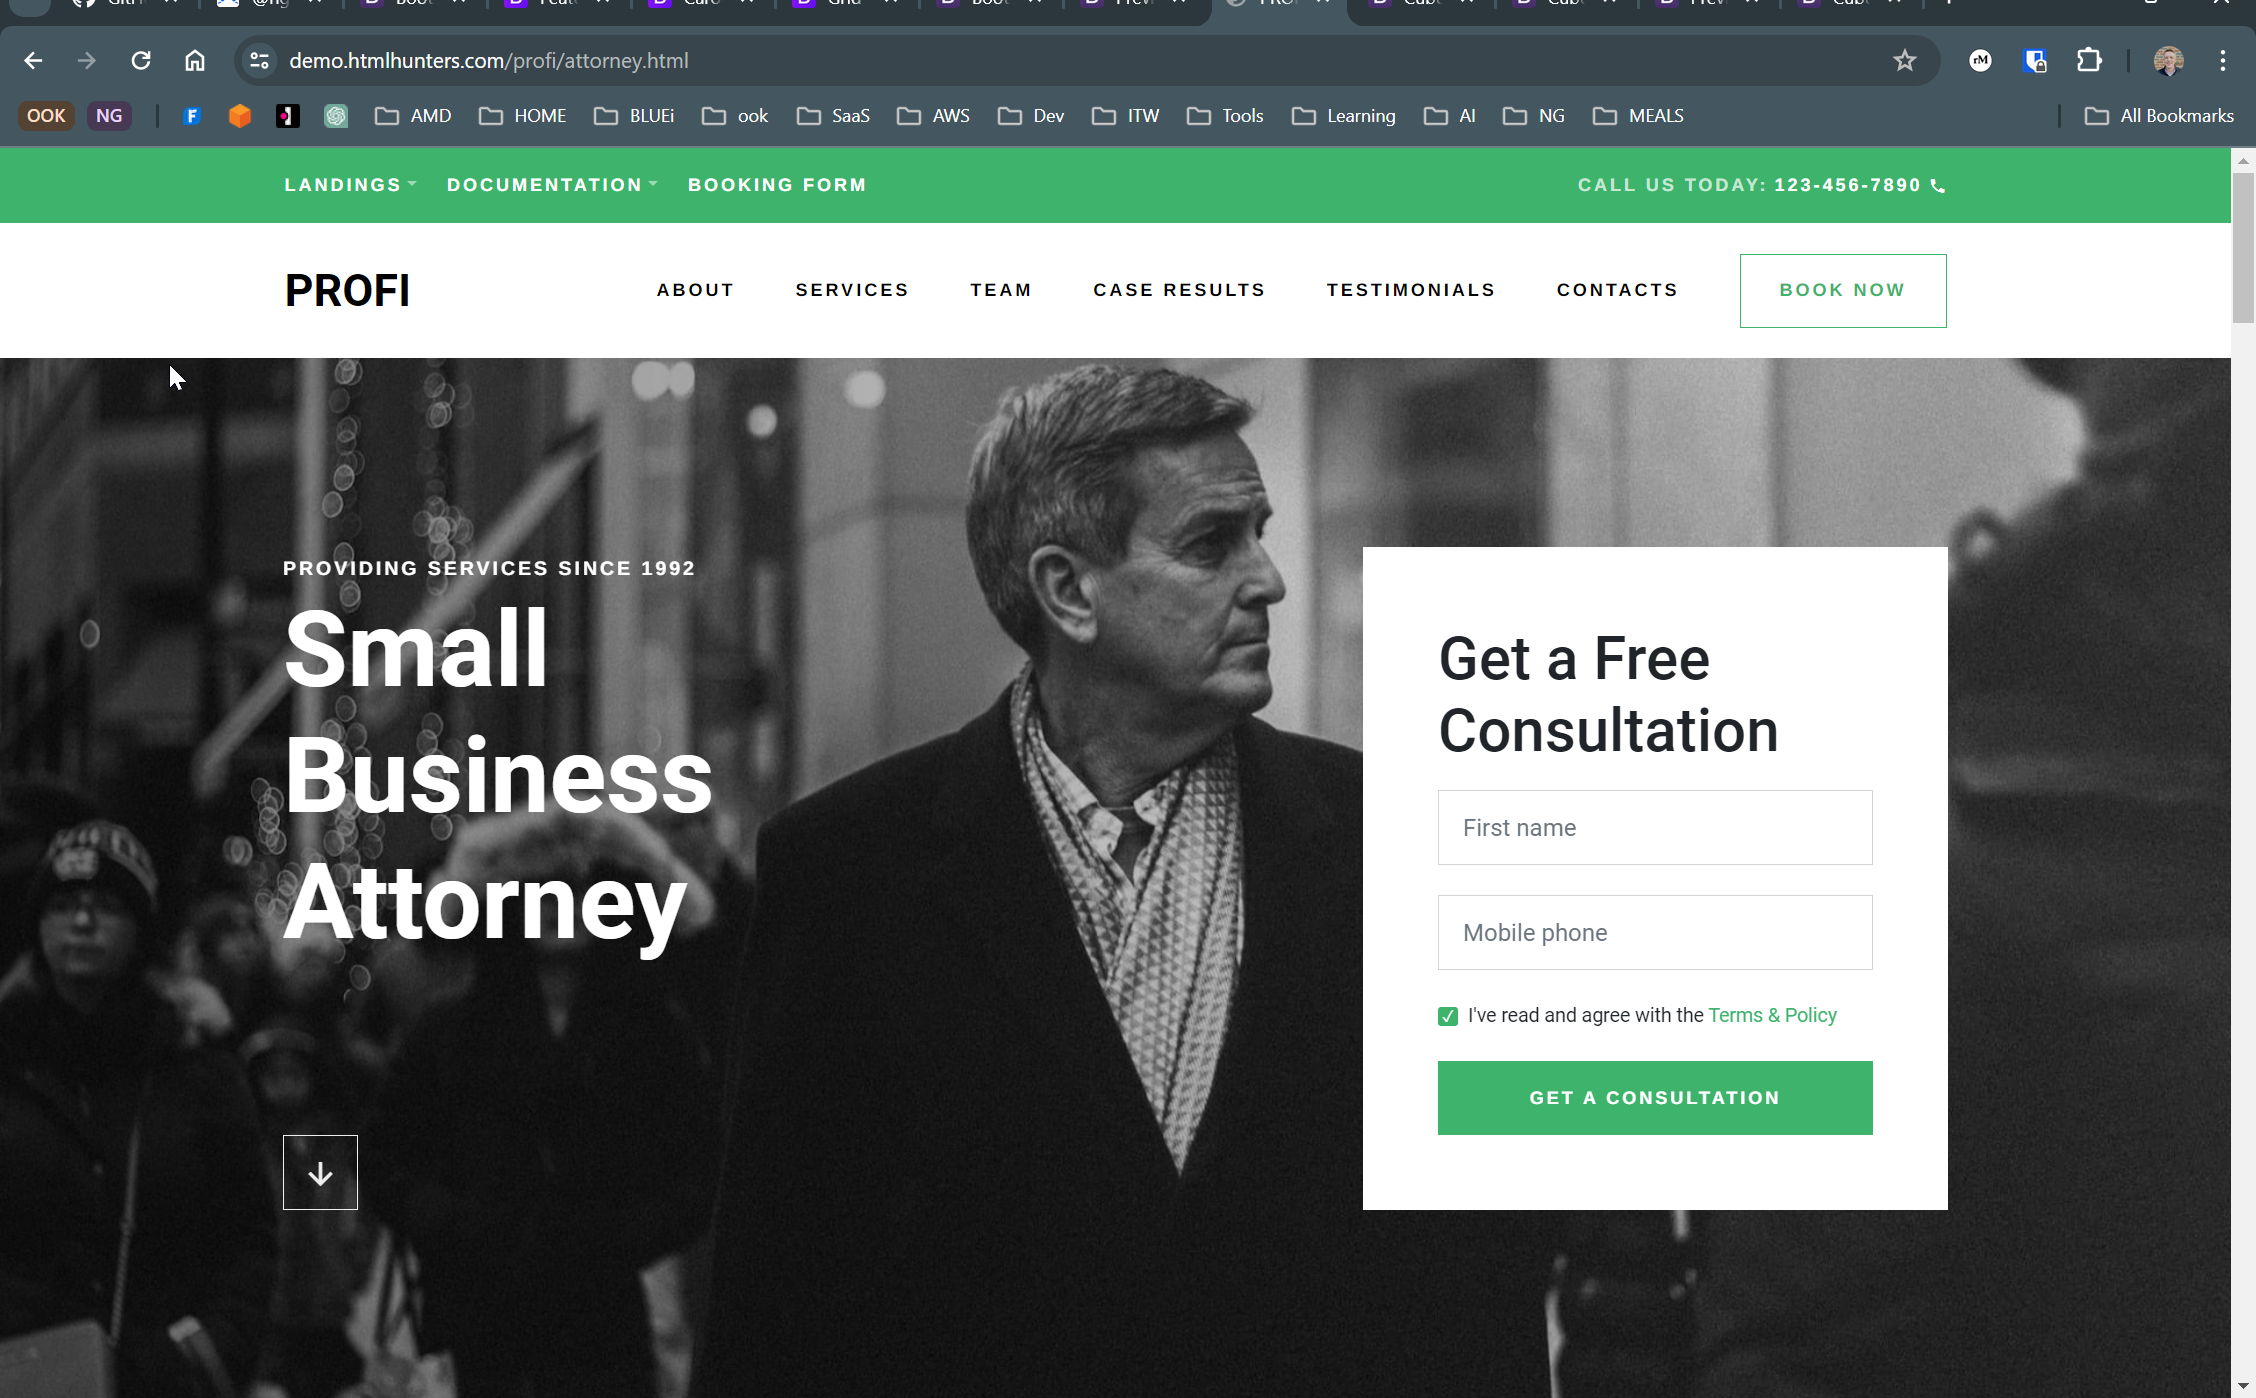 demo.htmlhunters.com/profi/attorney.html
OOK NG AMD HOME BLUEi ook SaaS AWS Dev ITW Tools Learning AI NG MEALS All Bookmarks
LANDINGS DOCUMENTATION BOOKING FORM CALL US TODAY: 123-456-7890
PROFI ABOUT SERVICES TEAM CASE RESULTS TESTIMONIALS CONTACTS BOOK NOW
PROVIDING SERVICES SINCE 1992
Small
Business
Attorney
Get a Free
Consultation
First name
Mobile phone
I've read and agree with the Terms & Policy
GET A CONSULTATION